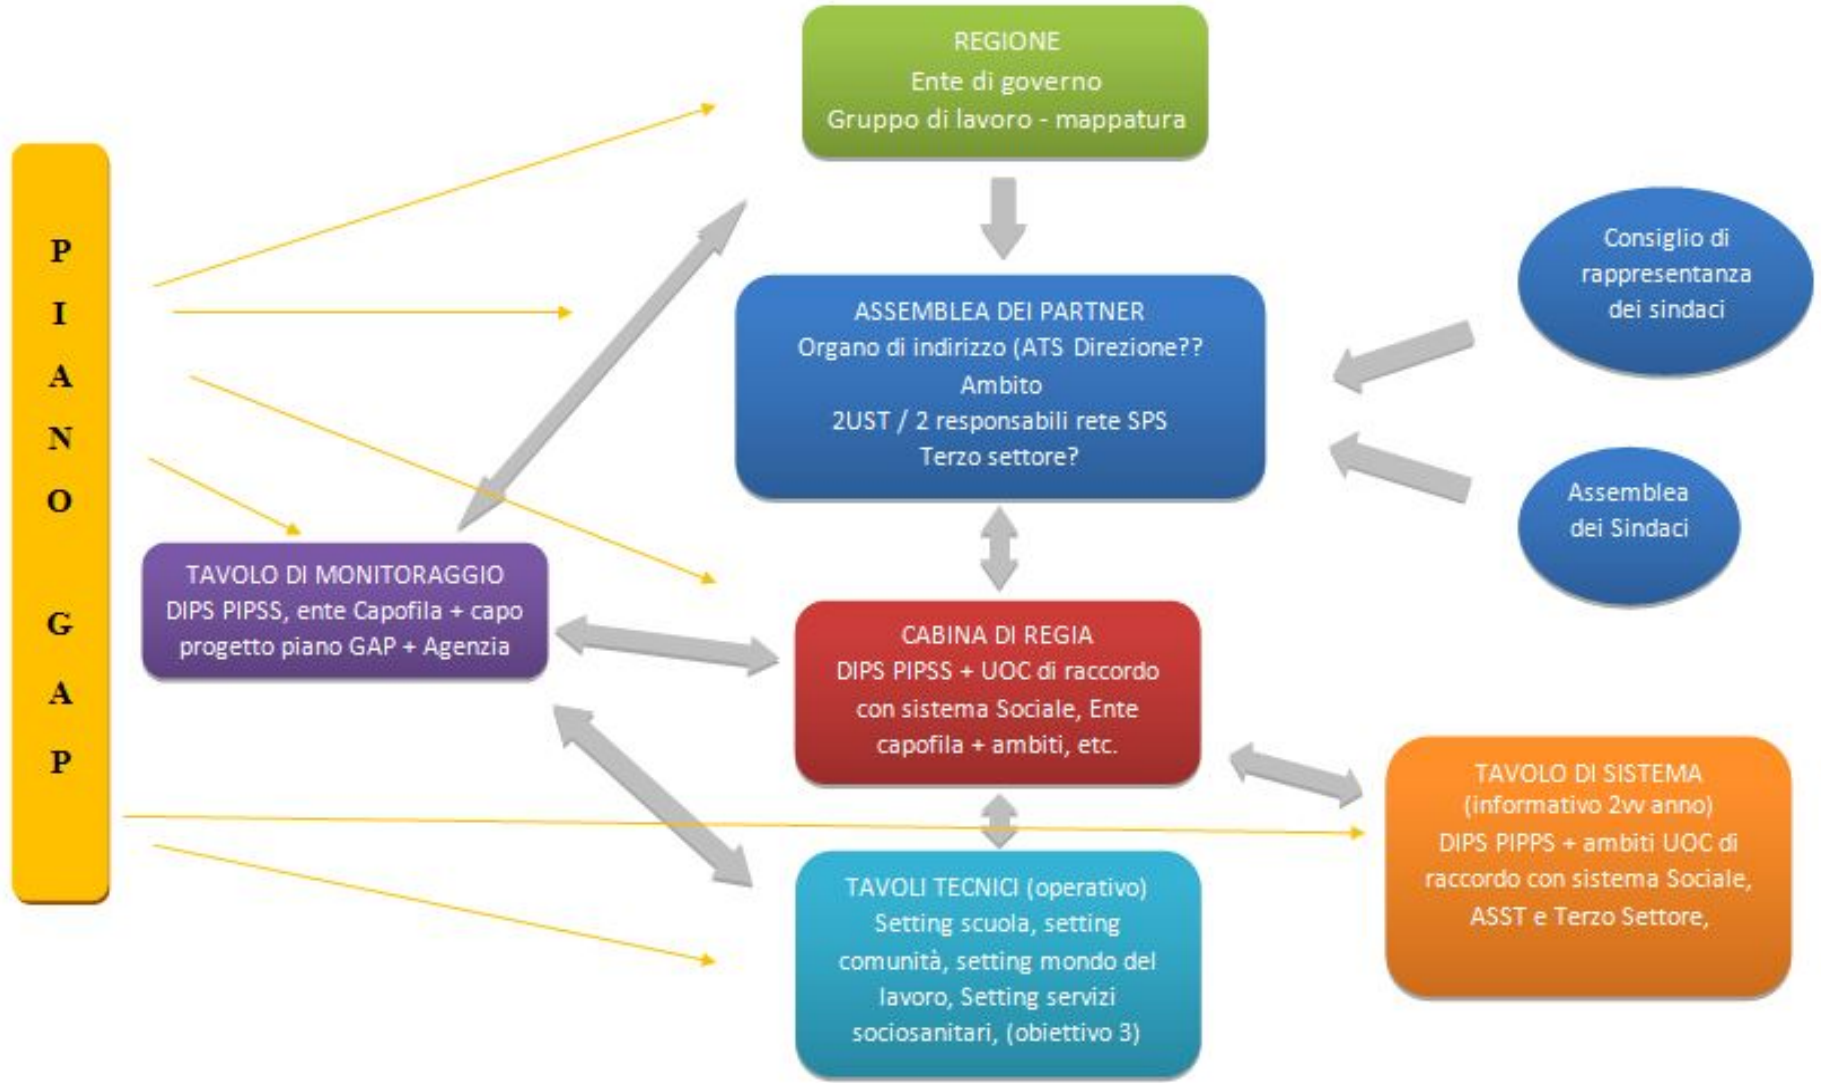 P
I
A
N
O
G
A
P
REGIONE
Ente di governo
Gruppo di lavoro - mappatura
ASSEMBLEA DEI PARTNER
Organo di indirizzo (ATS Direzione??
Ambito
2UST / 2 responsabili rete SPS
Terzo settore?
Consiglio di
rappresentanza
dei sindaci
Assemblea
dei Sindaci
TAVOLO DI MONITORAGGIO
DIPS PIPSS, ente Capofila + capo
progetto piano GAP + Agenzia
CABINA DI REGIA
DIPS PIPSS + UOC di raccordo
con sistema Sociale, Ente
capofila + ambiti, etc.
TAVOLO DI SISTEMA
(informativo 2vv anno)
DIPS PIPPS + ambiti UOC di
raccordo con sistema Sociale,
ASST e Terzo Settore,
TAVOLI TECNICI (operativo)
Setting scuola, setting
comunità, setting mondo del
lavoro, Setting servizi
sociosanitari, (obiettivo 3)